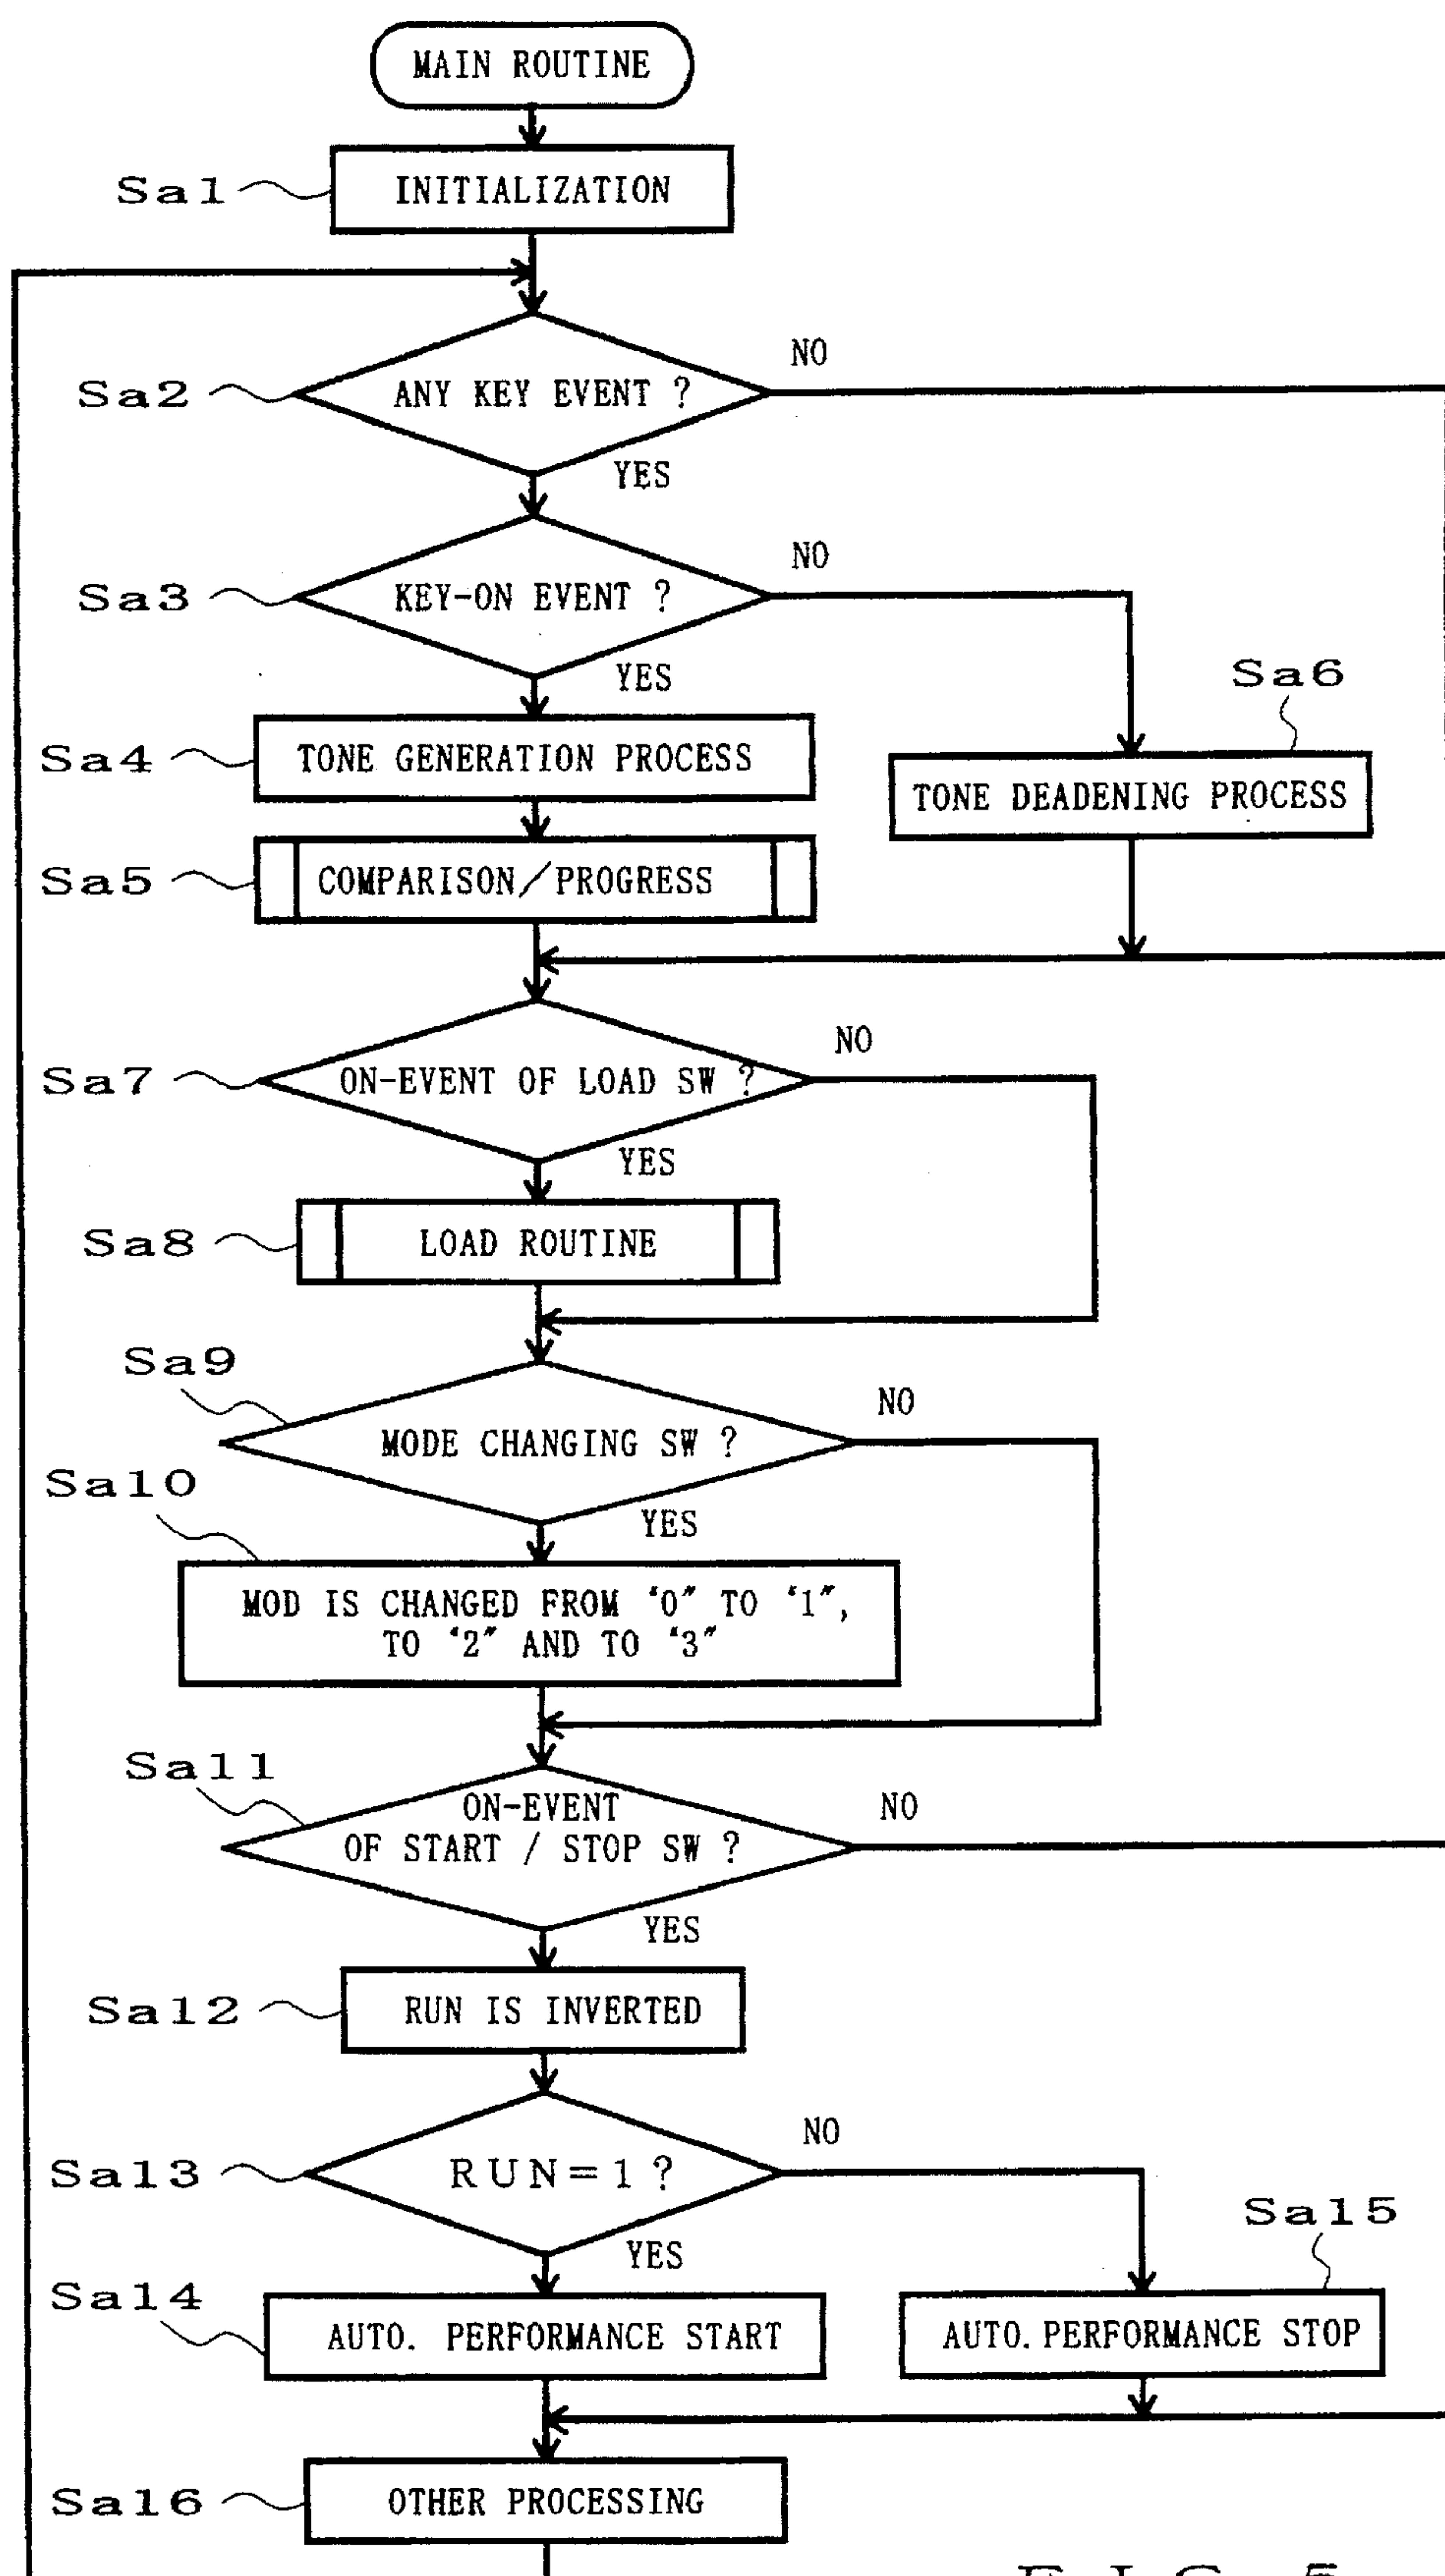 MAIN ROUTINE
Sa1
INITIALIZATION
Sa2
ANY KEY EVENT ?
NO
YES
Sa3
KEY-ON EVENT ?
NO
YES
Sa4
TONE GENERATION PROCESS
Sa6
TONE DEADENING PROCESS
Sa5
COMPARISON/PROGRESS
Sa7
ON-EVENT OF LOAD SW ?
NO
YES
Sa8
LOAD ROUTINE
Sa9
MODE CHANGING SW ?
NO
YES
Sa10
MOD IS CHANGED FROM "0" TO "1",
TO "2" AND TO "3"
Sa11
ON-EVENT
OF START / STOP SW ?
NO
YES
Sa12
RUN IS INVERTED
Sa13
RUN=1 ?
NO
YES
Sa14
AUTO. PERFORMANCE START
Sa15
AUTO. PERFORMANCE STOP
Sa16
OTHER PROCESSING